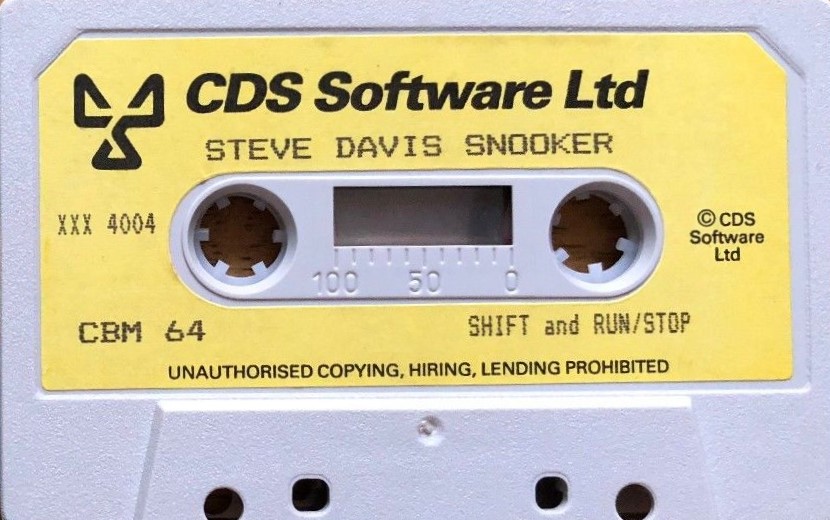 CDS Software Ltd
STEVE DAVIS SNOOKER
XXX 4004
© CDS
Software
Ltd
100 50 0
CBM 64
SHIFT and RUN/STOP
UNAUTHORISED COPYING, HIRING, LENDING PROHIBITED